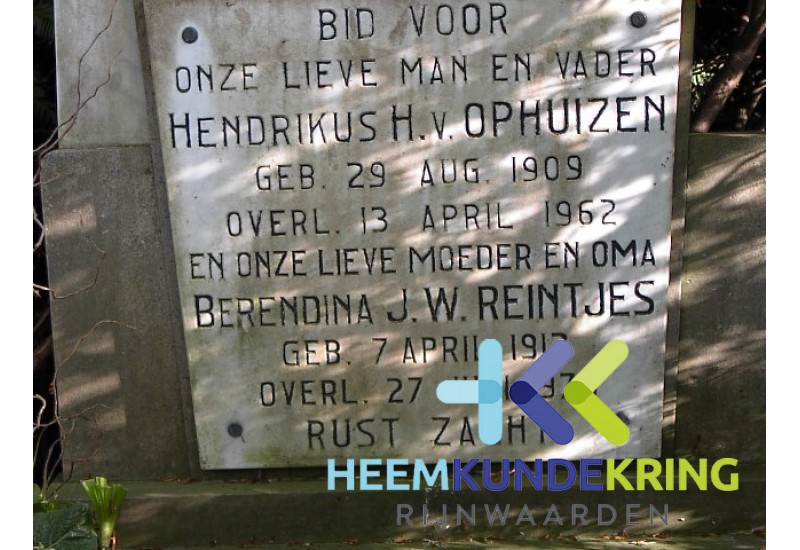 BID VOOR
ONZE LIEVE MAN EN VADER
HENDRIKUS H.V. OPHUIZEN
GEB. 29 AUG. 1909
OVERL. 13 APRIL 1962
EN ONZE LIEVE MOEDER EN OMA
BERENDINA J.W. REINTJES
GEB. 7 APRIL
OVERL. 27
RUST ZACHT
HEEMKUNDEKRING
RIJNWAARDEN